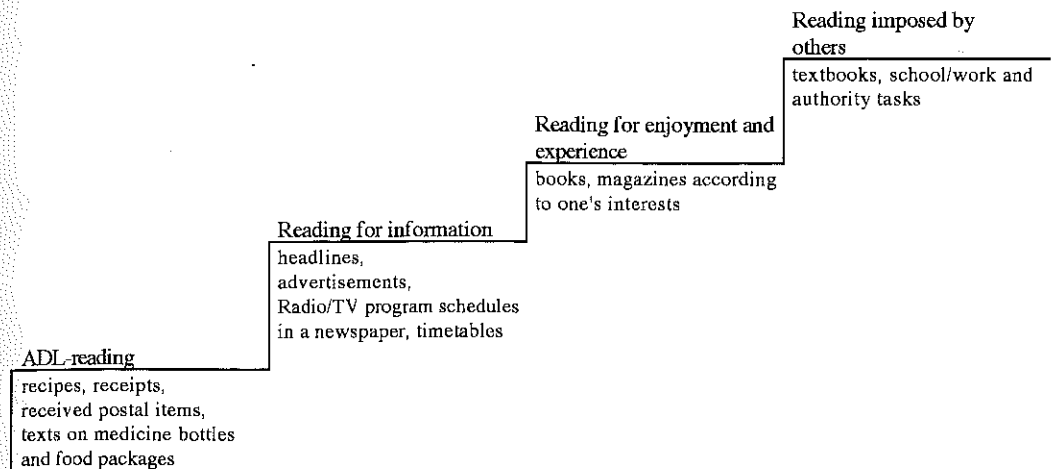 Reading imposed by
others
textbooks, school/work and
authority tasks
Reading for enjoyment and
experience
books, magazines according
to one's interests
Reading for information
headlines,
advertisements,
Radio/TV program schedules
in a newspaper, timetables
ADL-reading
recipes, receipts,
received postal items,
texts on medicine bottles
and food packages